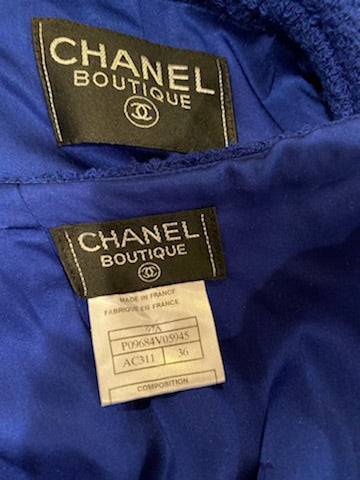 CHANEL
BOUTIQUE
CHANEL
BOUTIQUE
MADE IN FRANCE
FABRIQUE EN FRANCE
P09684V05945
AC311 36
COMPOSITION